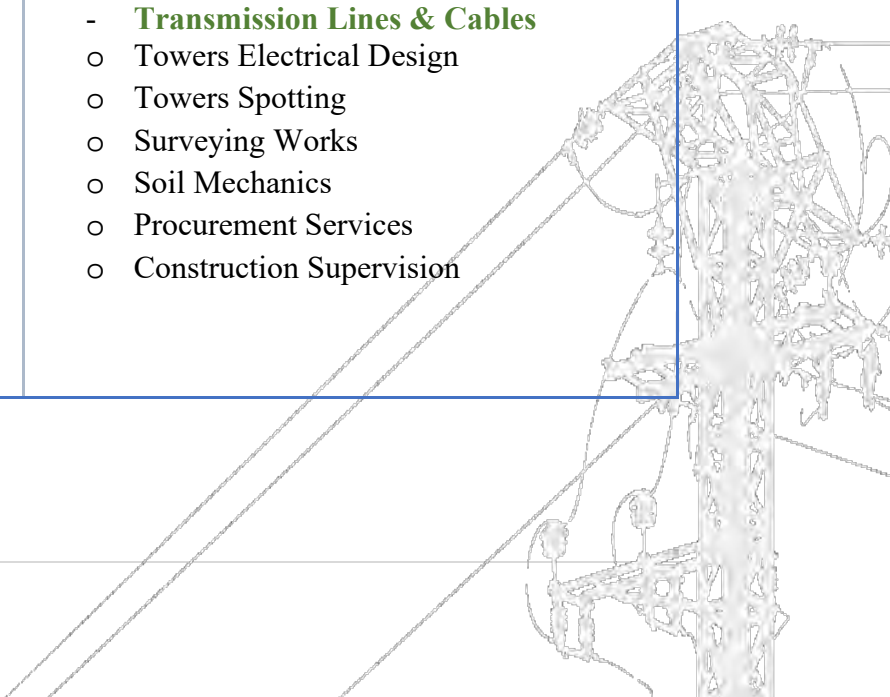 - Transmission Lines & Cables
o Towers Electrical Design
o Towers Spotting
o Surveying Works
o Soil Mechanics
o Procurement Services
o Construction Supervision